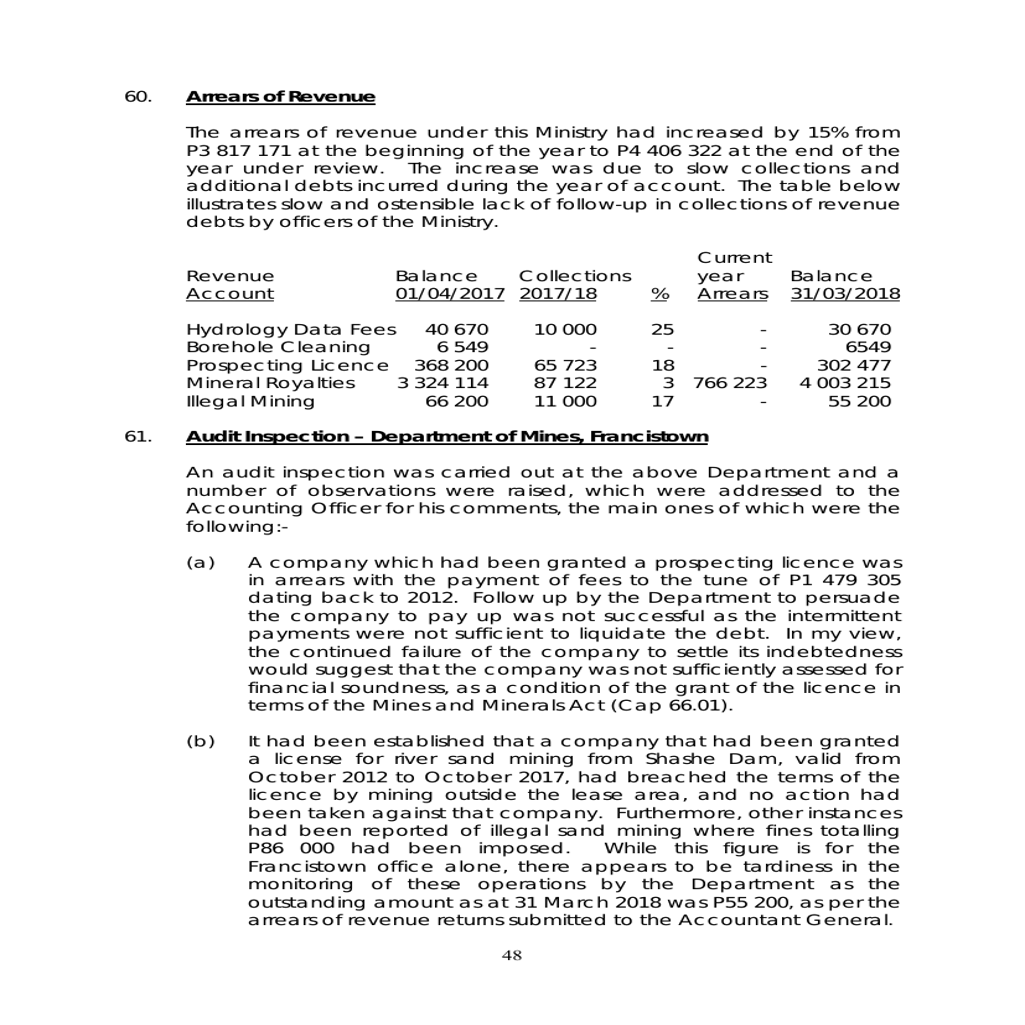 60. Arrears of Revenue
The arrears of revenue under this Ministry had increased by 15% from
P3 817 171 at the beginning of the year to P4 406 322 at the end of the
year under review. The increase was due to slow collections and
additional debts incurred during the year of account. The table below
illustrates slow and ostensible lack of follow-up in collections of revenue
debts by officers of the Ministry.
Current
Revenue Balance Collections year Balance
Account 01/04/2017 2017/18 % Arrears 31/03/2018
Hydrology Data Fees 40 670 10 000 25 - 30 670
Borehole Cleaning 6 549 - - - 6549
Prospecting Licence 368 200 65 723 18 - 302 477
Mineral Royalties 3 324 114 87 122 3 766 223 4 003 215
Illegal Mining 66 200 11 000 17 - 55 200
61. Audit Inspection – Department of Mines, Francistown
An audit inspection was carried out at the above Department and a
number of observations were raised, which were addressed to the
Accounting Officer for his comments, the main ones of which were the
following:-
(a) A company which had been granted a prospecting licence was
in arrears with the payment of fees to the tune of P1 479 305
dating back to 2012. Follow up by the Department to persuade
the company to pay up was not successful as the intermittent
payments were not sufficient to liquidate the debt. In my view,
the continued failure of the company to settle its indebtedness
would suggest that the company was not sufficiently assessed for
financial soundness, as a condition of the grant of the licence in
terms of the Mines and Minerals Act (Cap 66.01).
(b) It had been established that a company that had been granted
a license for river sand mining from Shashe Dam, valid from
October 2012 to October 2017, had breached the terms of the
licence by mining outside the lease area, and no action had
been taken against that company. Furthermore, other instances
had been reported of illegal sand mining where fines totalling
P86 000 had been imposed. While this figure is for the
Francistown office alone, there appears to be tardiness in the
monitoring of these operations by the Department as the
outstanding amount as at 31 March 2018 was P55 200, as per the
arrears of revenue returns submitted to the Accountant General.
48